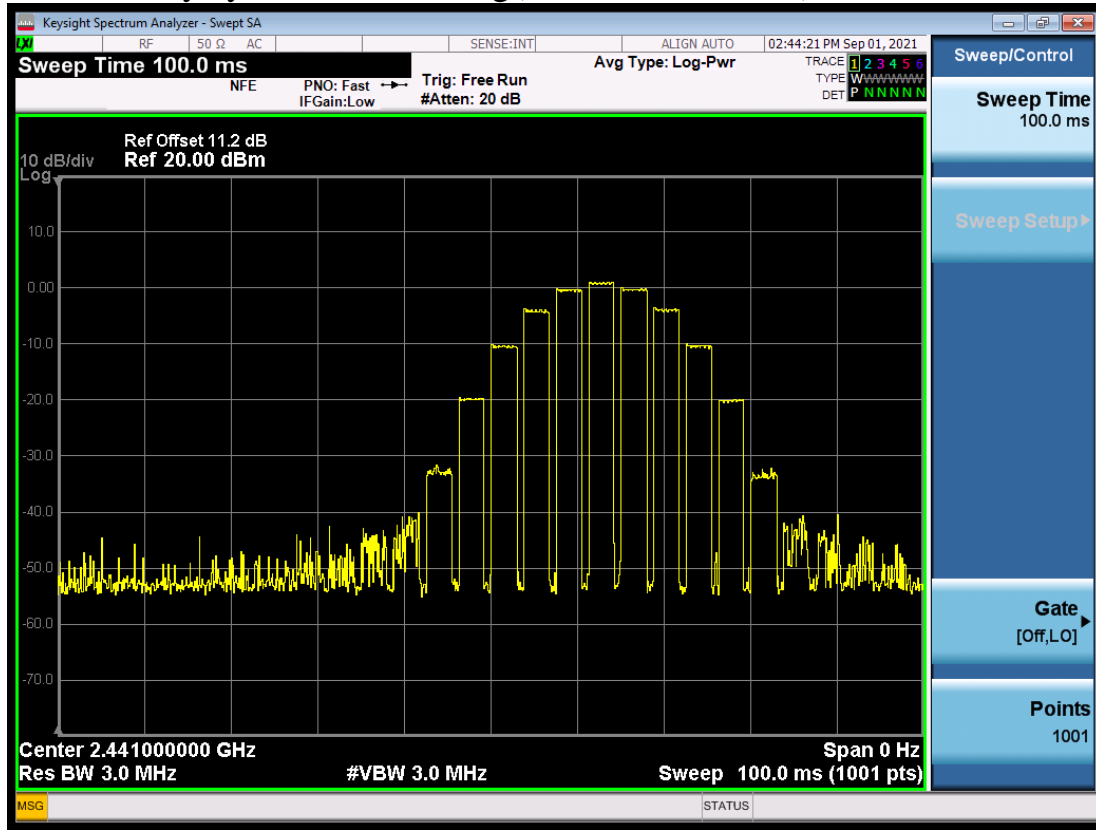 Keysight Spectrum Analyzer - Swept SA
LXI RF 50 Ω AC SENSE:INT ALIGN AUTO 02:44:21 PM Sep 01, 2021
Sweep Time 100.0 ms
NFE
PNO: Fast
IFGain:Low
Trig: Free Run
#Atten: 20 dB
Avg Type: Log-Pwr
TRACE 1 2 3 4 5 6
TYPE WWWWWWW
DET P N N N N N
Sweep/Control
Sweep Time
100.0 ms
Sweep Setup
Gate
[Off,LO]
Points
1001
Ref Offset 11.2 dB
10 dB/div Ref 20.00 dBm
Log
10.0
0.00
-10.0
-20.0
-30.0
-40.0
-50.0
-60.0
-70.0
Center 2.441000000 GHz Span 0 Hz
Res BW 3.0 MHz #VBW 3.0 MHz Sweep 100.0 ms (1001 pts)
MSG STATUS